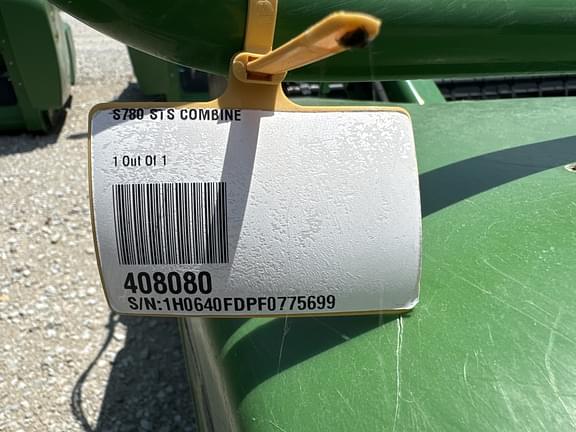 S780 STS COMBINE
1 Out Of 1
408080
S/N:1H0640FDPF0775699